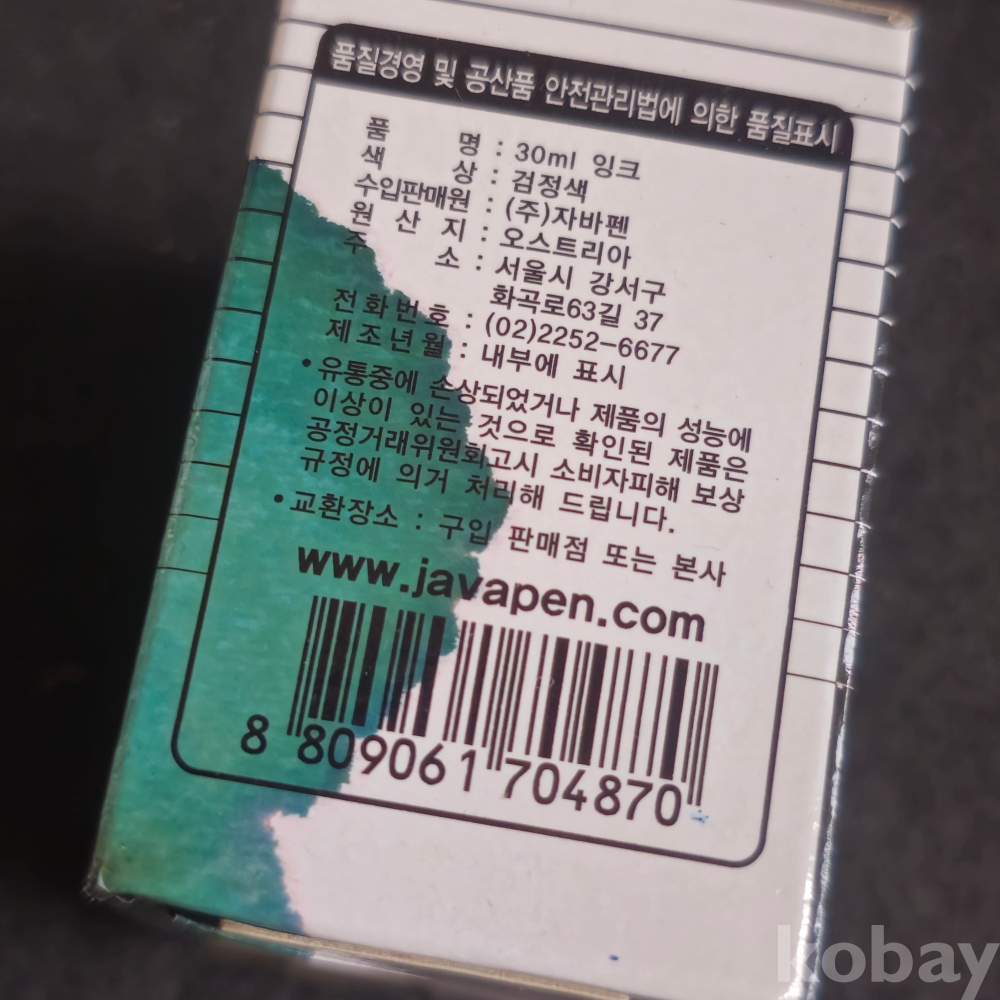 품질경영 및 공산품 안전관리법에 의한 품질표시
품 명 : 30ml 잉크
색 상 : 검정색
수입판매원 : (주)자바펜
원 산 지 : 오스트리아
주 소 : 서울시 강서구
화곡로63길 37
전화번호 : (02)2252-6677
제조년월 : 내부에 표시
•유통중에 손상되었거나 제품의 성능에
이상이 있는 것으로 확인된 제품은
공정거래위원회고시 소비자피해 보상
규정에 의거 처리해 드립니다.
•교환장소 : 구입 판매점 또는 본사
www.javapen.com
8 809061 704870
kobay